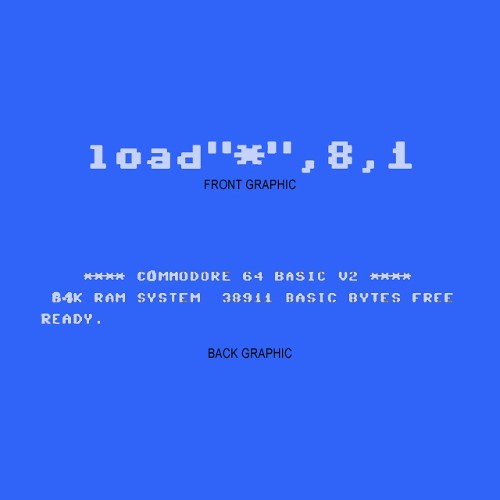 load"*",8,1
FRONT GRAPHIC
**** COMMODORE 64 BASIC V2 ****
64K RAM SYSTEM 38911 BASIC BYTES FREE
READY.
BACK GRAPHIC